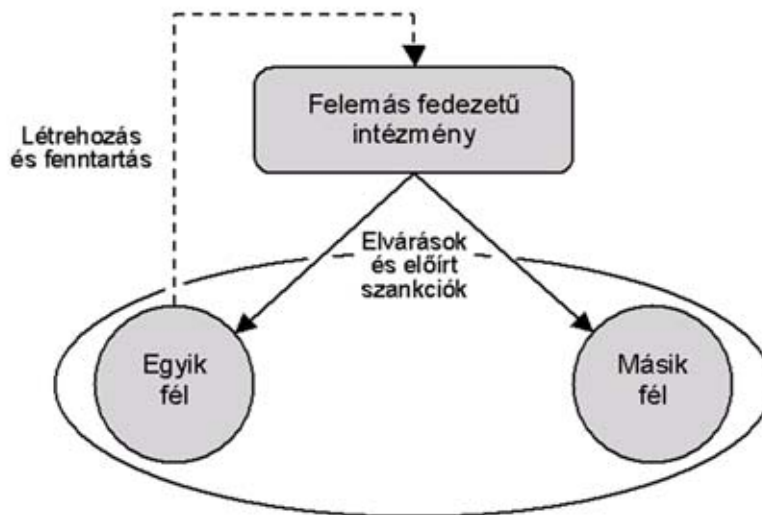 Felemás fedezetű
intézmény
Létrehozás
és fenntartás
Elvárások
és előírt
szankciók
Egyik
fél
Másik
fél